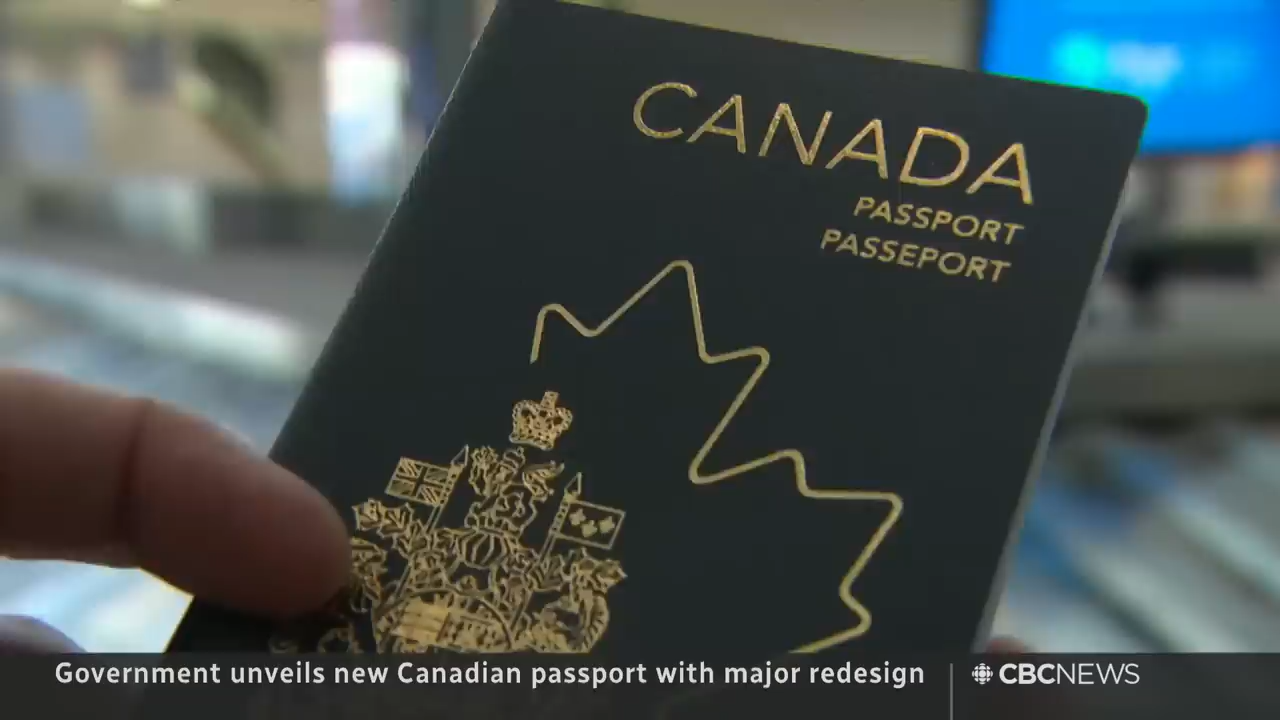 CANADA
PASSPORT
PASSEPORT
Government unveils new Canadian passport with major redesign
CBCNEWS